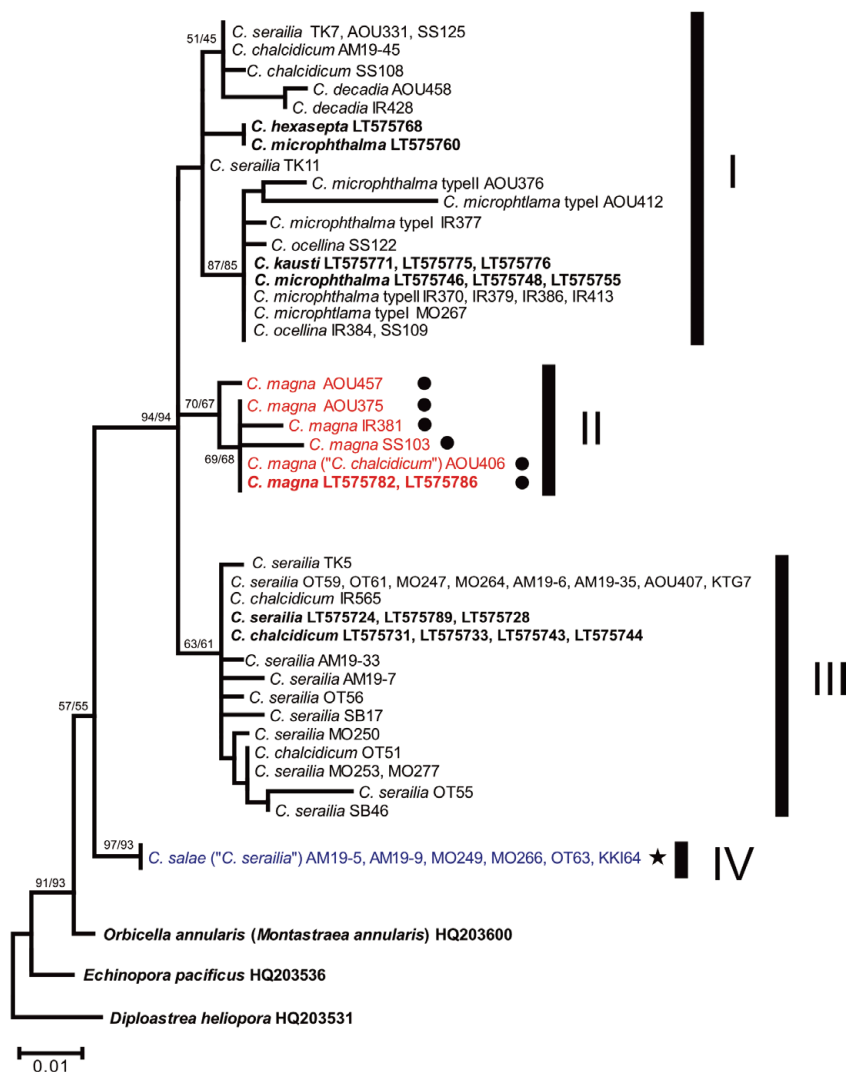 51/45
C. serailia TK7, AOU331, SS125
C. chalcidicum AM19-45
C. chalcidicum SS108
C. decadia AOU458
C. decadia IR428
C. hexasepta LT575768
C. microphthalma LT575760
I
C. serailia TK11
C. microphthalma typeII AOU376
C. microphtlama typeI AOU412
C. microphthalma typeI IR377
C. ocellina SS122
87/85
C. kausti LT575771, LT575775, LT575776
C. microphthalma LT575746, LT575748, LT575755
C. microphthalma typeII IR370, IR379, IR386, IR413
C. microphtlama typeI MO267
C. ocellina IR384, SS109
C. magna AOU457
70/67
C. magna AOU375
94/94
C. magna IR381
II
C. magna SS103
69/68
C. magna ("C. chalcidicum") AOU406
C. magna LT575782, LT575786
C. serailia TK5
C. serailia OT59, OT61, MO247, MO264, AM19-6, AM19-35, AOU407, KTG7
C. chalcidicum IR565
C. serailia LT575724, LT575789, LT575728
C. chalcidicum LT575731, LT575733, LT575743, LT575744
63/61
C. serailia AM19-33
C. serailia AM19-7
III
C. serailia OT56
57/55
C. serailia SB17
C. serailia MO250
C. chalcidicum OT51
C. serailia MO253, MO277
C. serailia OT55
C. serailia SB46
97/93
C. salae ("C. serailia") AM19-5, AM19-9, MO249, MO266, OT63, KKI64
IV
91/93
Orbicella annularis (Montastraea annularis) HQ203600
Echinopora pacificus HQ203536
Diploastrea heliopora HQ203531
0.01